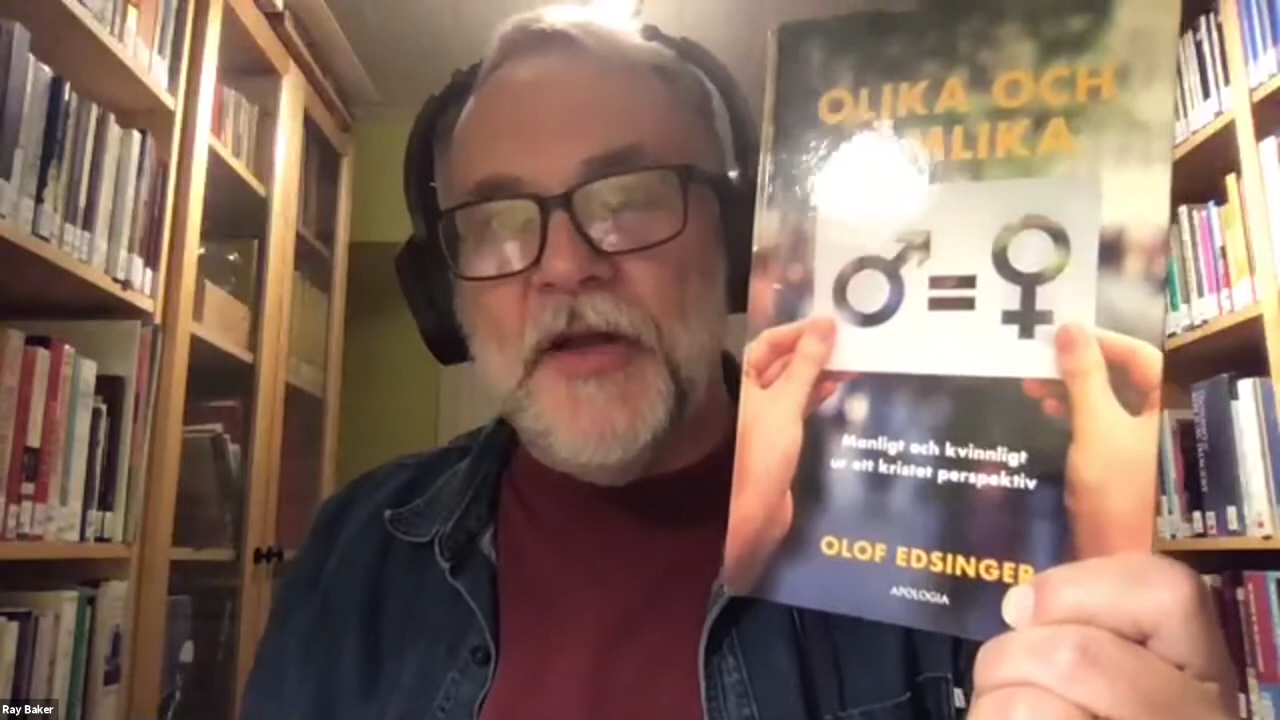 OLIKA OCH
Manligt och kvinnligt
ur ett kristet perspektiv
OLOF EDSINGER
APOLOGIA
Ray Baker